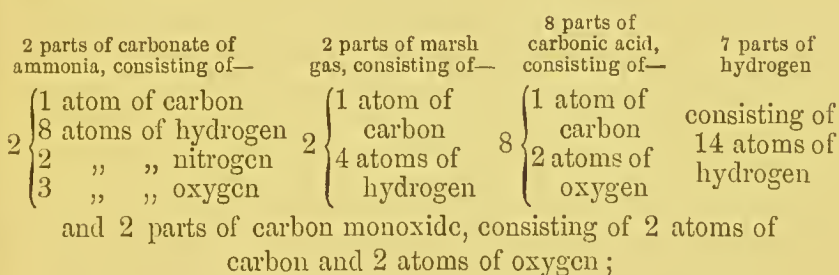 2 parts of carbonate of
ammonia, consisting of—
2 { 1 atom of carbon
8 atoms of hydrogen
2 „ „ nitrogen
3 „ „ oxygen
2 parts of marsh
gas, consisting of—
2 { 1 atom of
carbon
4 atoms of
hydrogen
8 parts of
carbonic acid,
consisting of—
8 { 1 atom of
carbon
2 atoms of
oxygen
7 parts of
hydrogen
consisting of
14 atoms of
hydrogen
and 2 parts of carbon monoxide, consisting of 2 atoms of
carbon and 2 atoms of oxygen ;